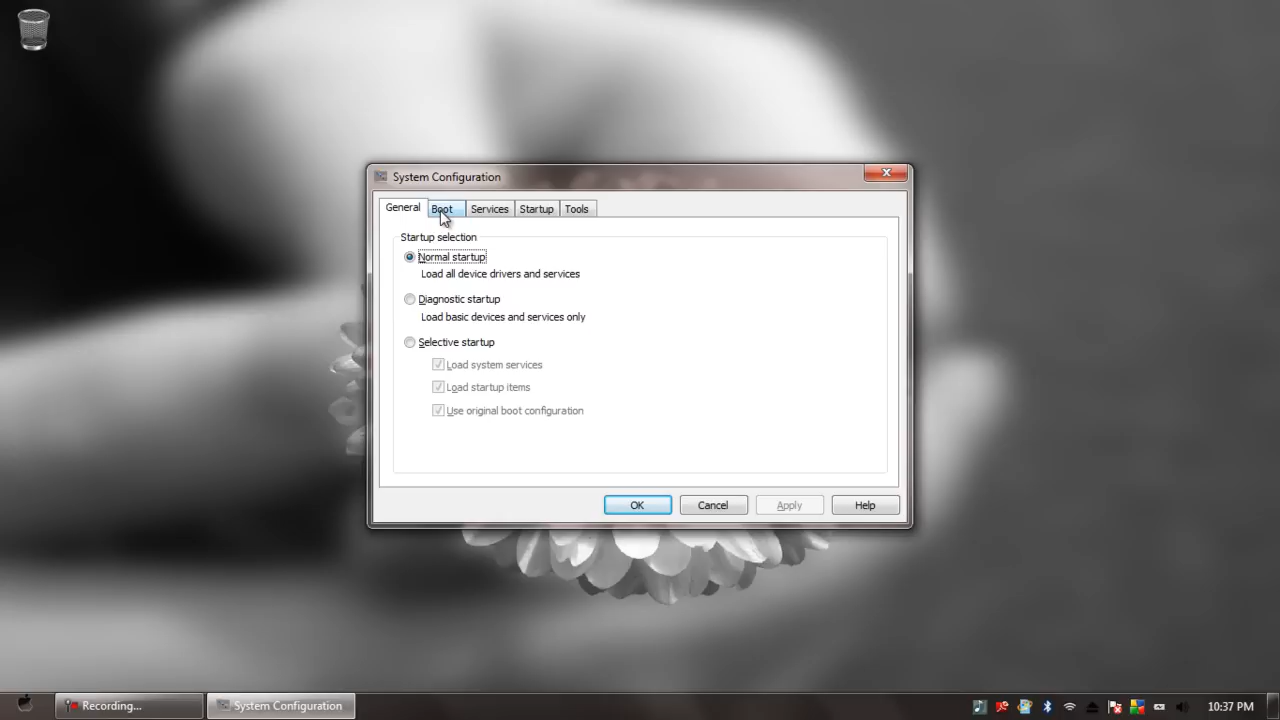 System Configuration
General
Boot
Services
Startup
Tools
Startup selection
Normal startup
Load all device drivers and services
Diagnostic startup
Load basic devices and services only
Selective startup
Load system services
Load startup items
Use original boot configuration
OK
Cancel
Apply
Help
Recording...
System Configuration
10:37 PM